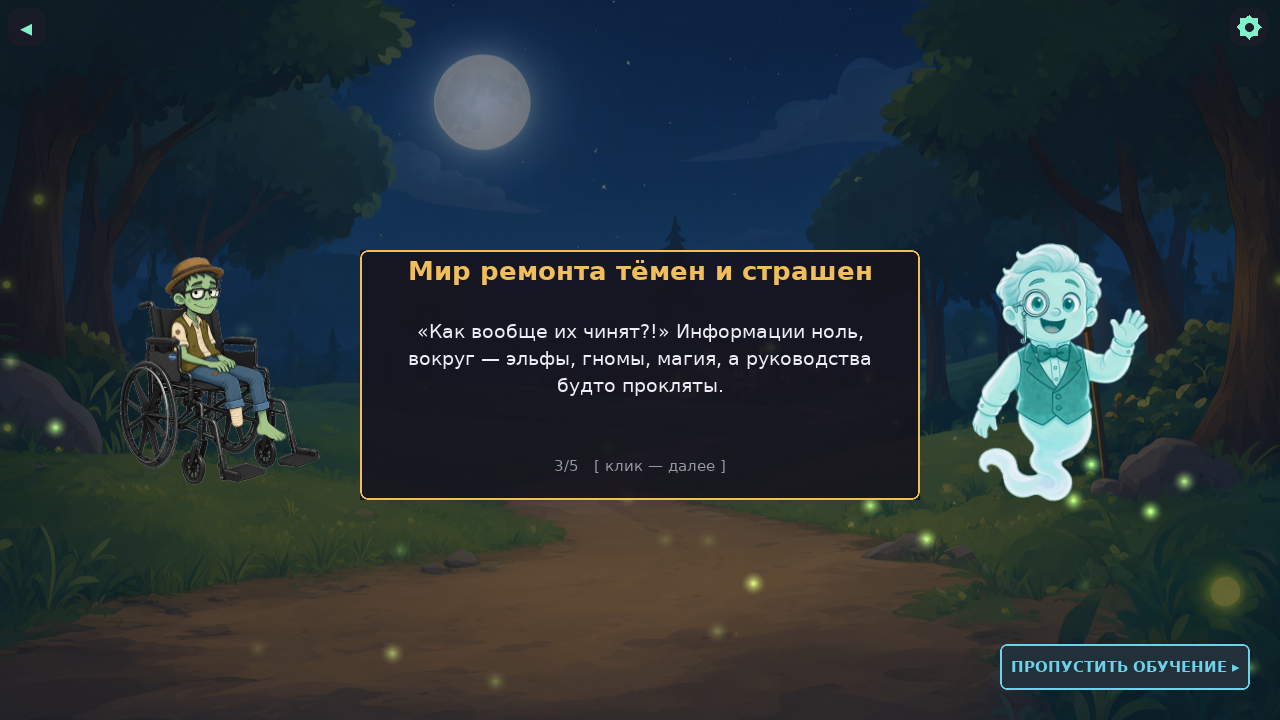 Мир ремонта тёмен и страшен
«Как вообще их чинят?!» Информации ноль,
вокруг — эльфы, гномы, магия, а руководства
будто прокляты.
3/5 [ клик — далее ]
ПРОПУСТИТЬ ОБУЧЕНИЕ ▸